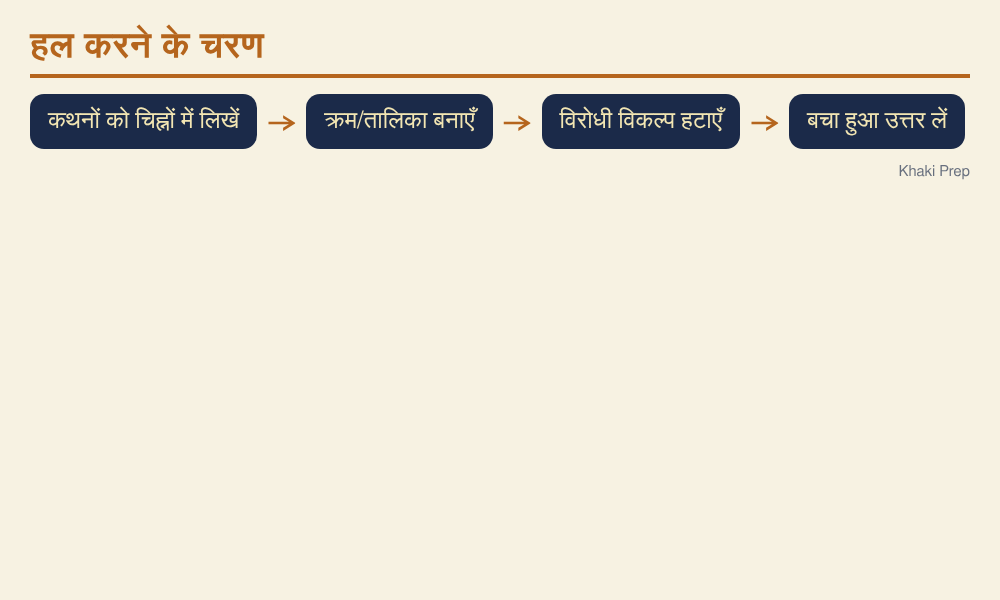 हल करने के चरण
कथनों को चिह्नों में लिखें → क्रम/तालिका बनाएँ → विरोधी विकल्प हटाएँ → बचा हुआ उत्तर लें
Khaki Prep